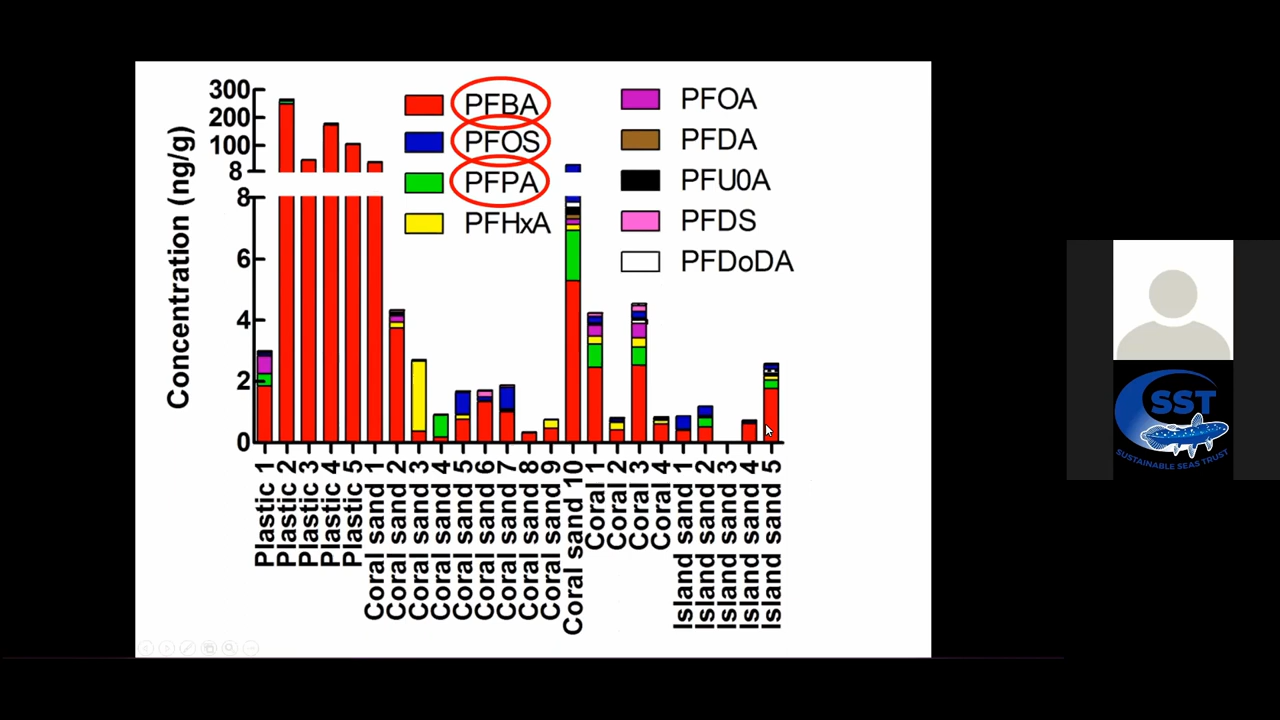 300
200
100
8
8
6
4
2
0
Concentration (ng/g)
PFBA
PFOS
PFPA
PFHxA
PFOA
PFDA
PFU0A
PFDS
PFDoDA
Plastic 1
Plastic 2
Plastic 3
Plastic 4
Plastic 5
Coral sand 1
Coral sand 2
Coral sand 3
Coral sand 4
Coral sand 5
Coral sand 6
Coral sand 7
Coral sand 8
Coral sand 9
Coral sand 10
Coral 1
Coral 2
Coral 3
Coral 4
Island sand 1
Island sand 2
Island sand 3
Island sand 4
Island sand 5
SST
SUSTAINABLE SEAS TRUST